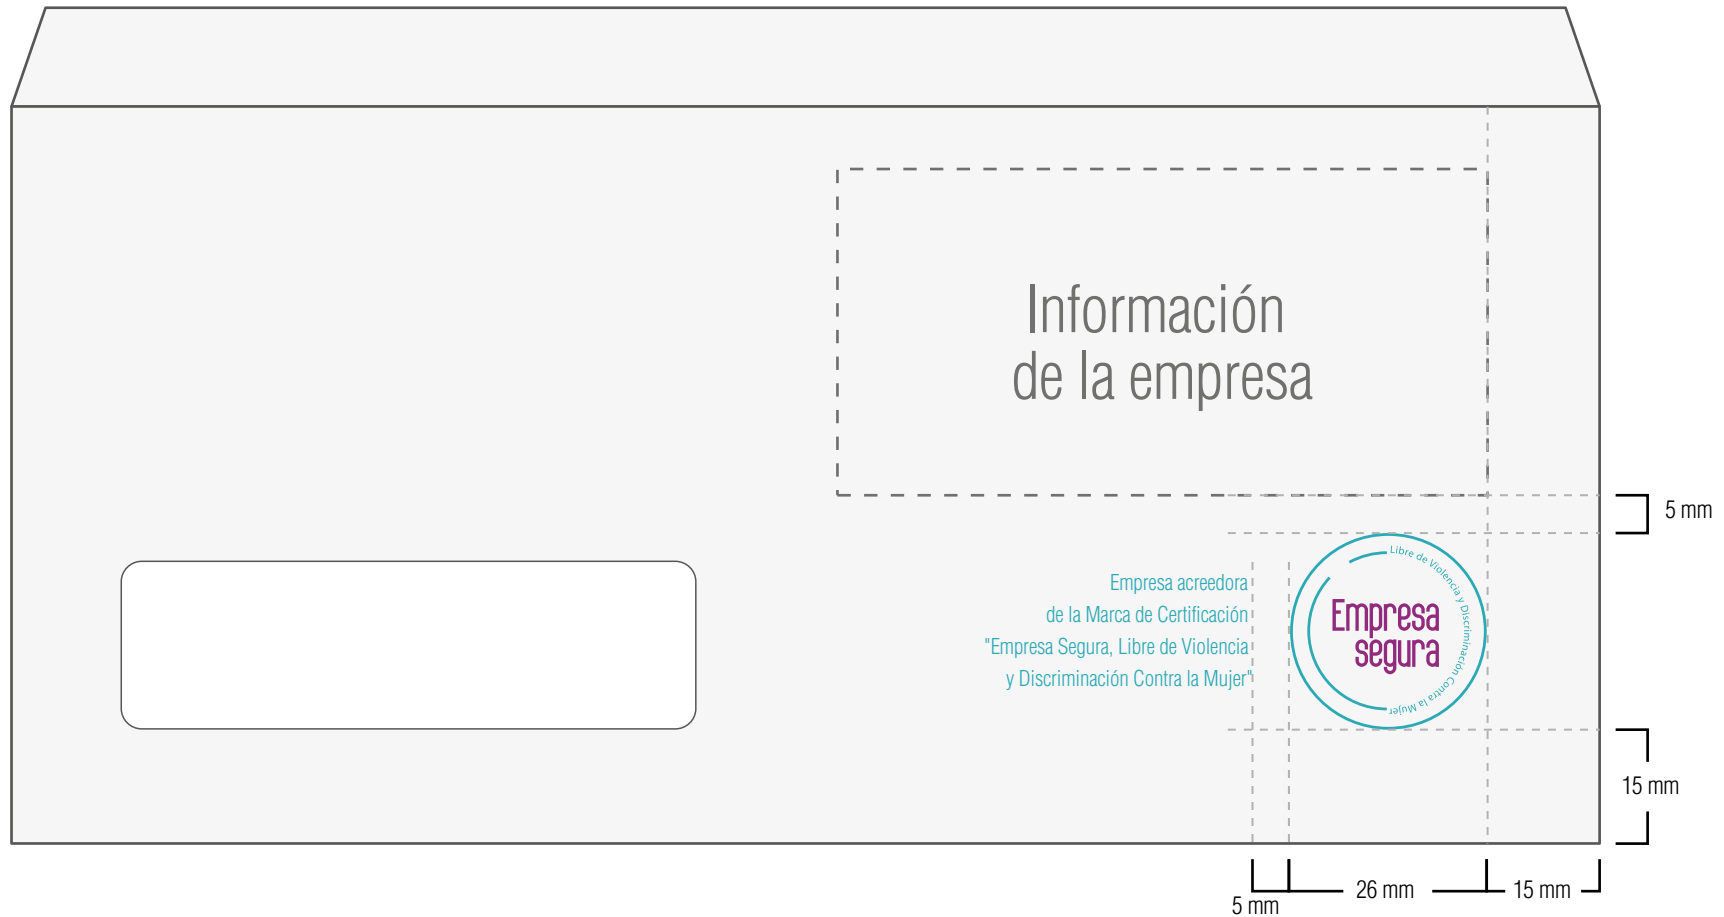 Información
de la empresa
5 mm
Empresa acreedora
de la Marca de Certificación
"Empresa Segura, Libre de Violencia
y Discriminación Contra la Mujer"
Libre de Violencia y Discriminación Contra la Mujer
Empresa
segura
15 mm
5 mm
26 mm
15 mm